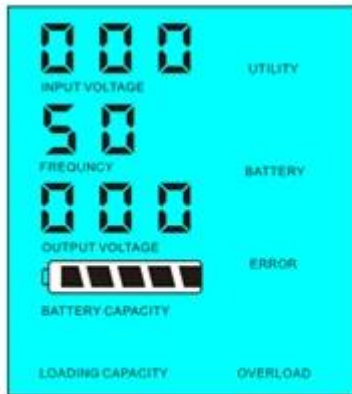 000
INPUT VOLTAGE
UTILITY
50
FREQUNCY
BATTERY
000
OUTPUT VOLTAGE
ERROR
BATTERY CAPACITY
LOADING CAPACITY
OVERLOAD